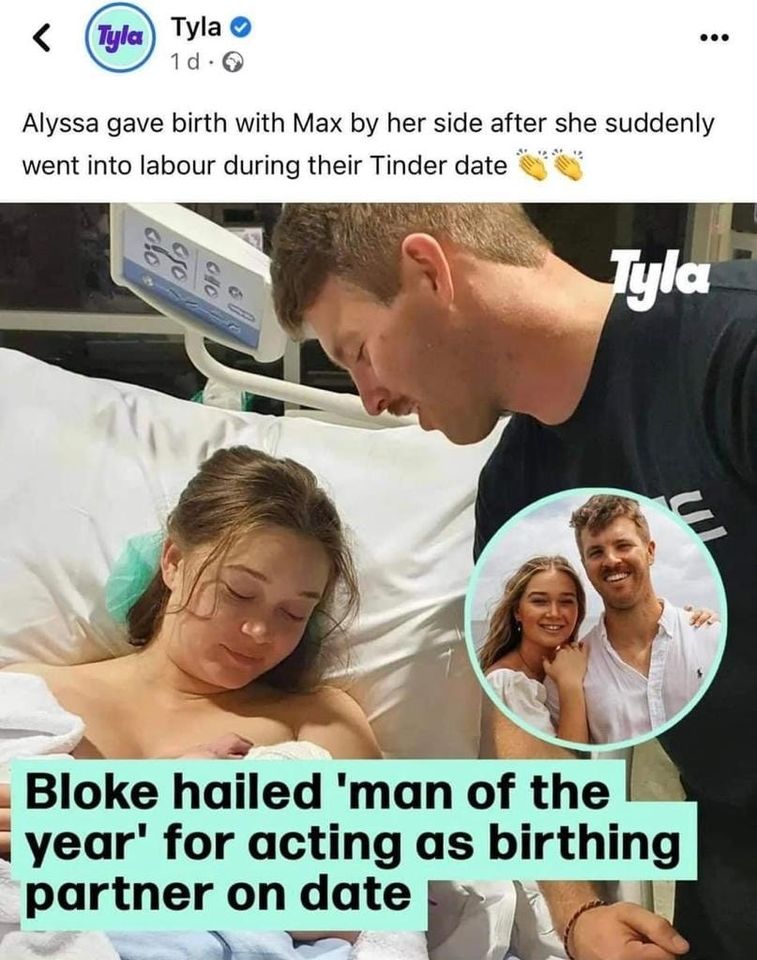 Tyla
Tyla
1 d
Alyssa gave birth with Max by her side after she suddenly
went into labour during their Tinder date 👏👏
Tyla
Bloke hailed 'man of the
year' for acting as birthing
partner on date